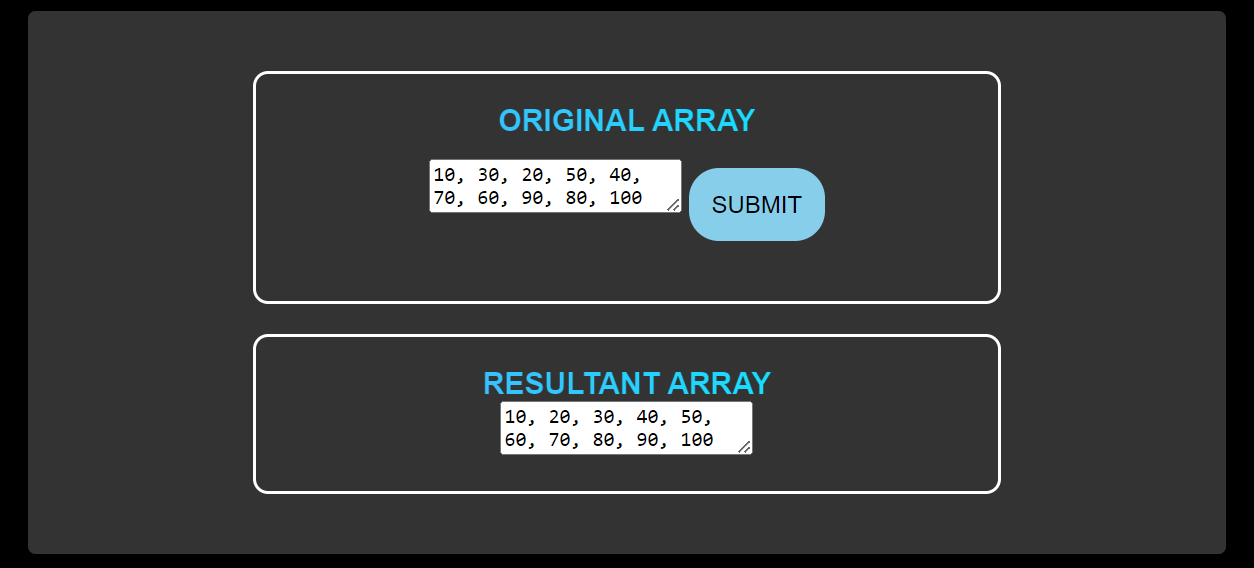 ORIGINAL ARRAY
10, 30, 20, 50, 40,
70, 60, 90, 80, 100
SUBMIT
RESULTANT ARRAY
10, 20, 30, 40, 50,
60, 70, 80, 90, 100